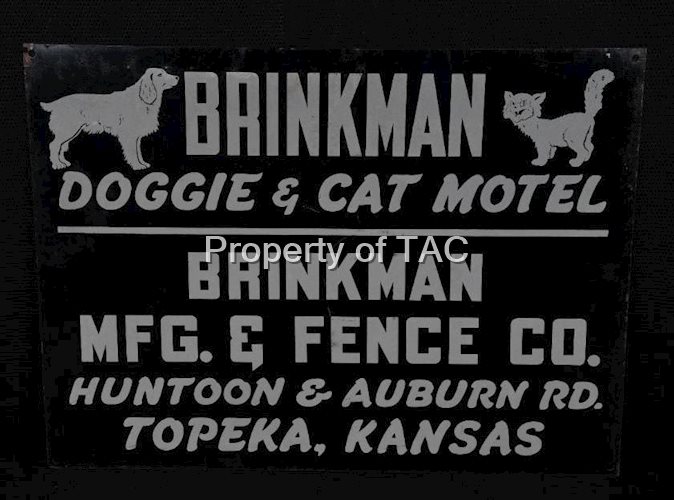 BRINKMAN
DOGGIE & CAT MOTEL
Property of TAC
BRINKMAN
MFG. & FENCE CO.
HUNTOON & AUBURN RD.
TOPEKA, KANSAS